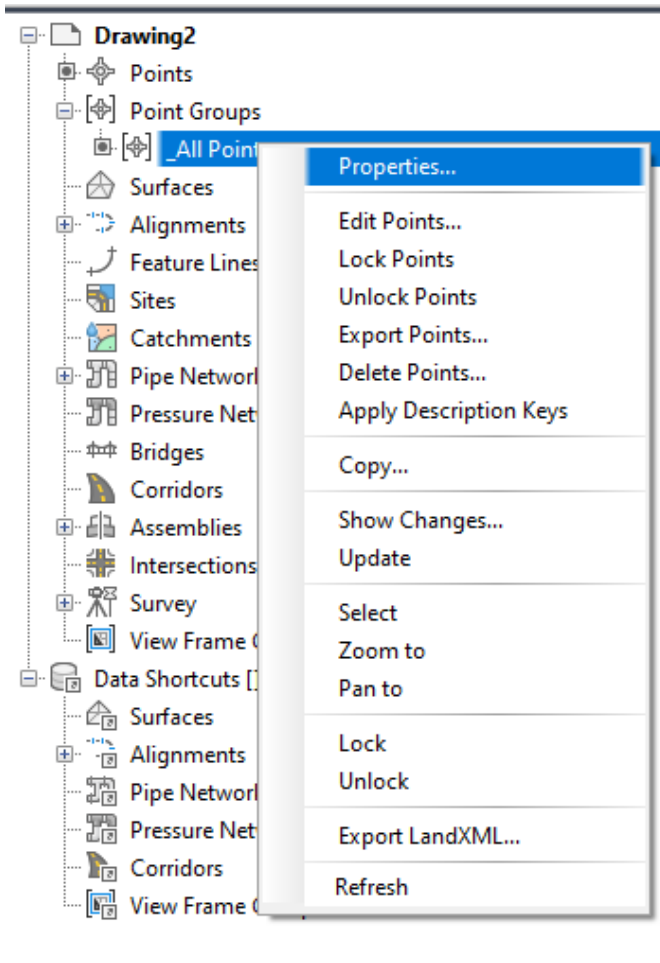 Drawing2
Points
Point Groups
_All Point
Surfaces
Alignments
Feature Lines
Sites
Catchments
Pipe Networ
Pressure Net
Bridges
Corridors
Assemblies
Intersections
Survey
View Frame
Data Shortcuts [
Surfaces
Alignments
Pipe Networ
Pressure Net
Corridors
View Frame
Properties...
Edit Points...
Lock Points
Unlock Points
Export Points...
Delete Points...
Apply Description Keys
Copy...
Show Changes...
Update
Select
Zoom to
Pan to
Lock
Unlock
Export LandXML...
Refresh